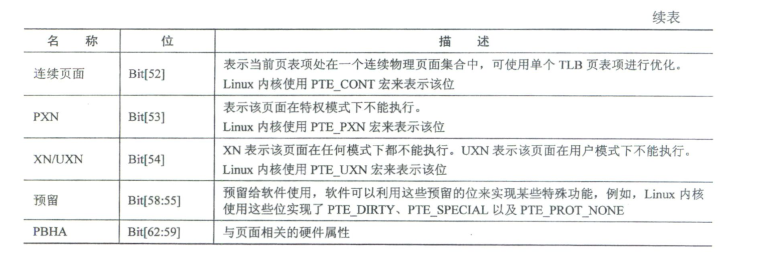 续表
名 称 位 描 述
连续页面 Bit[52] 表示当前页表项处在一个连续物理页面集合中，可使用单个 TLB 页表项进行优化。
Linux 内核使用 PTE_CONT 宏来表示该位
PXN Bit[53] 表示该页面在特权模式下不能执行。
Linux 内核使用 PTE_PXN 宏来表示该位
XN/UXN Bit[54] XN 表示该页面在任何模式下都不能执行。UXN 表示该页面在用户模式下不能执行。
Linux 内核使用 PTE_UXN 宏来表示该位
预留 Bit[58:55] 预留给软件使用，软件可以利用这些预留的位来实现某些特殊功能，例如，Linux 内核
使用这些位实现了 PTE_DIRTY、PTE_SPECIAL 以及 PTE_PROT_NONE
PBHA Bit[62:59] 与页面相关的硬件属性